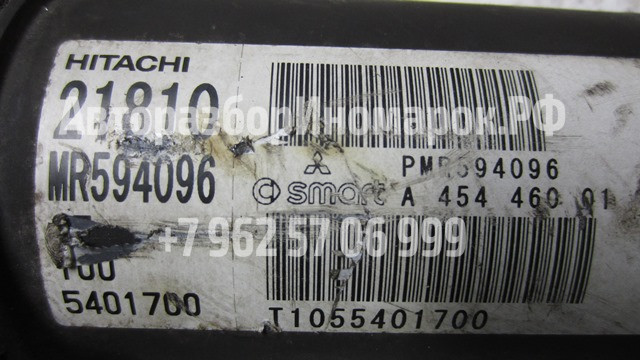 HITACHI
21810
MR594096
100
5401700
PMR594096
smart A 454 460 01
T1055401700
АвторазборИномарок.РФ
+7 962 57 06 999